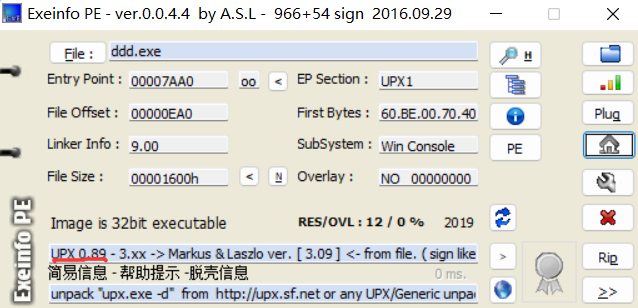 Exeinfo PE - ver.0.0.4.4 by A.S.L - 966+54 sign 2016.09.29
File : ddd.exe H
Entry Point : 00007AA0 oo < EP Section : UPX1
File Offset : 00000EA0 First Bytes : 60.BE.00.70.40 Plug
Linker Info : 9.00 SubSystem : Win Console PE
File Size : 00001600h < N Overlay : NO 00000000
Image is 32bit executable RES/OVL : 12 / 0 % 2019
UPX 0.89 - 3.xx -> Markus & Laszlo ver. [ 3.09 ] <- from file. ( sign like > Rip
简易信息 - 帮助提示 -脱壳信息 0 ms.
unpack "upx.exe -d" from http://upx.sf.net or any UPX/Generic unpa >>
Exeinfo PE